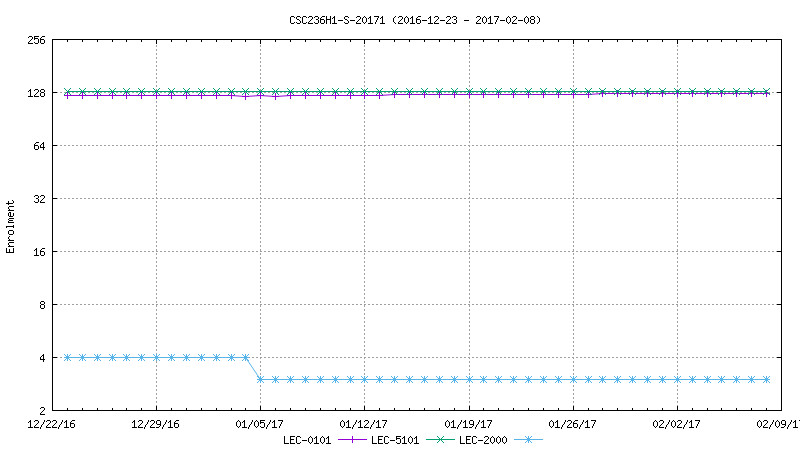 CSC236H1-S-20171 (2016-12-23 - 2017-02-08)
256
128
64
32
16
8
4
2
Enrolment
12/22/16 12/29/16 01/05/17 01/12/17 01/19/17 01/26/17 02/02/17 02/09/17
LEC-0101 LEC-5101 LEC-2000